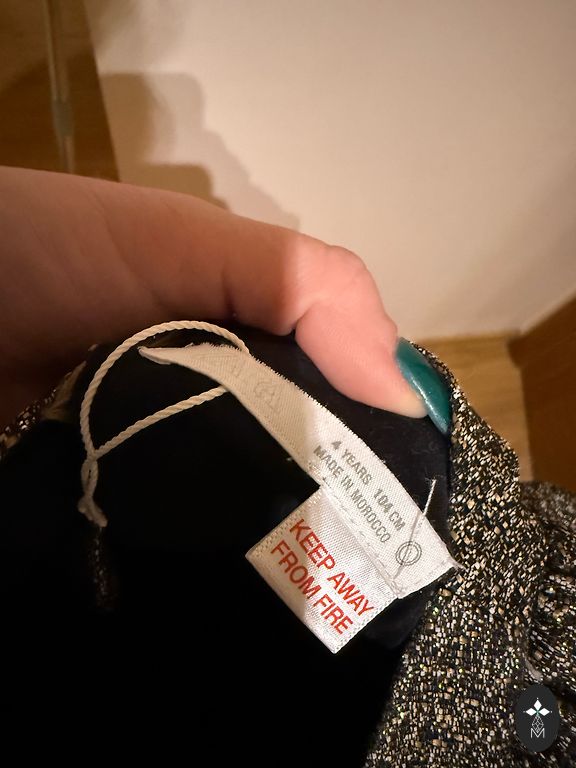 4 YEARS 104 CM
MADE IN MOROCCO
KEEP AWAY
FROM FIRE
M